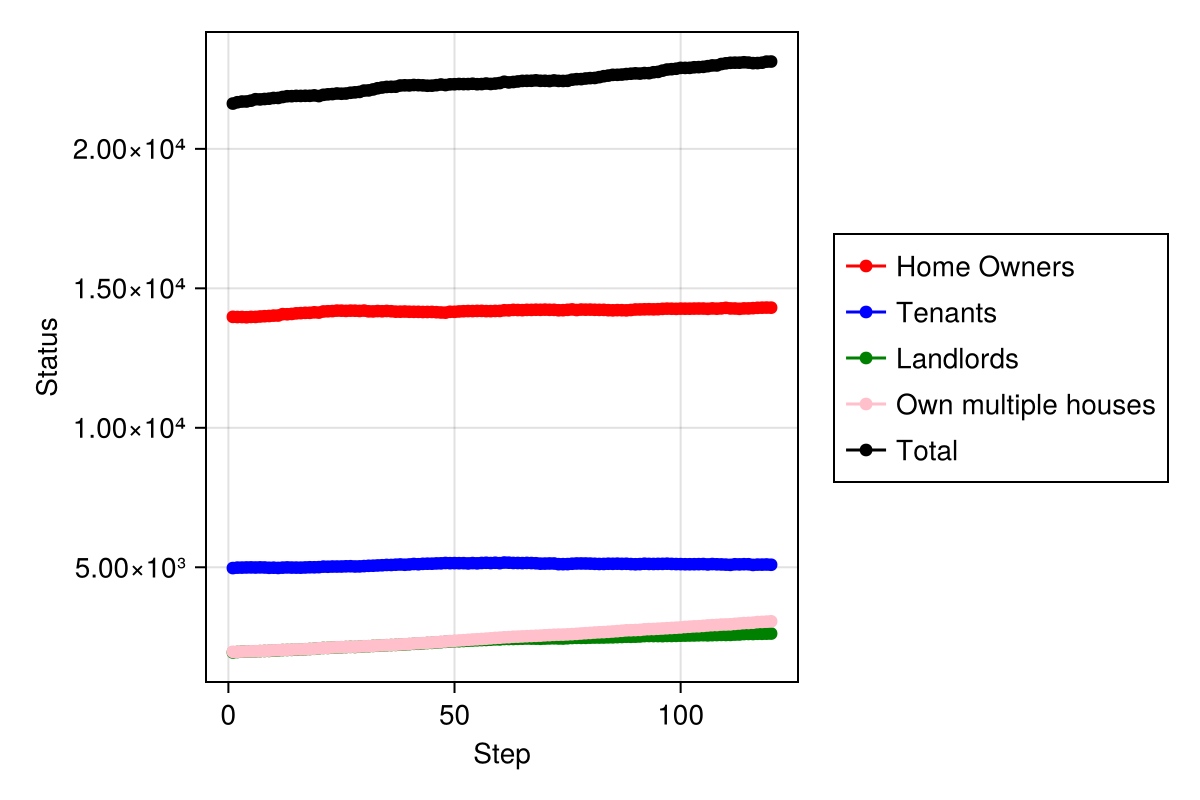 2.00×10⁴
1.50×10⁴
1.00×10⁴
5.00×10³
Status
0 50 100
Step
Home Owners
Tenants
Landlords
Own multiple houses
Total